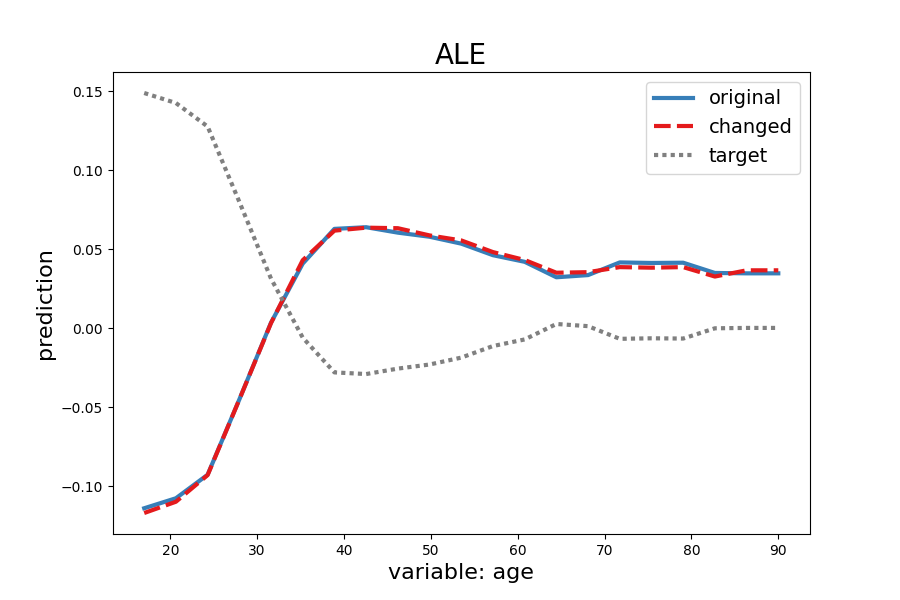 ALE
original
changed
target
0.15
0.10
0.05
0.00
−0.05
−0.10
prediction
20 30 40 50 60 70 80 90
variable: age